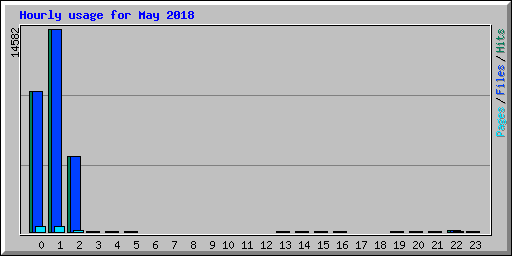 Hourly usage for May 2018
14582
Pages/Files/Hits
0 1 2 3 4 5 6 7 8 9 10 11 12 13 14 15 16 17 18 19 20 21 22 23